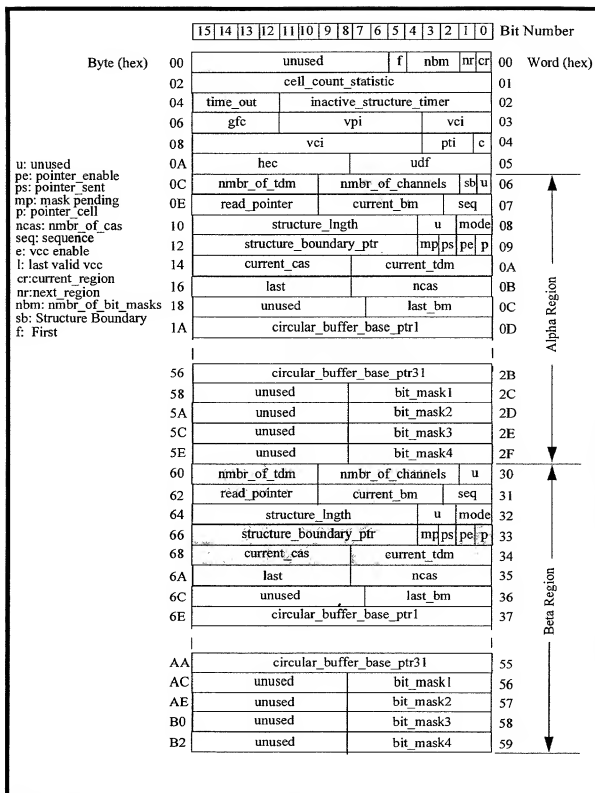 15 14 13 12 11 10 9 8 7 6 5 4 3 2 1 0 Bit Number
Byte (hex) 00 unused f nbm nr cr 00 Word (hex)
02 cell_count_statistic 01
04 time_out inactive_structure_timer 02
06 gfc vpi vci 03
08 vci pti c 04
0A hec udf 05
u: unused
pe: pointer_enable
ps: pointer_sent
mp: mask pending
p: pointer_cell
ncas: nmbr_of_cas
seq: sequence
e: vcc enable
l: last valid vcc
cr:current_region
nr:next_region
nbm: nmbr_of_bit_masks
sb: Structure Boundary
f: First
0C nmbr_of_tdm nmbr_of_channels sb u 06
0E read_pointer current_bm seq 07
10 structure_lngth u mode 08
12 structure_boundary_ptr mp ps pe p 09
14 current_cas current_tdm 0A
16 last ncas 0B
18 unused last_bm 0C
1A circular_buffer_base_ptr1 0D
56 circular_buffer_base_ptr31 2B
58 unused bit_mask1 2C
5A unused bit_mask2 2D
5C unused bit_mask3 2E
5E unused bit_mask4 2F
Alpha Region
60 nmbr_of_tdm nmbr_of_channels u 30
62 read_pointer current_bm seq 31
64 structure_lngth u mode 32
66 structure_boundary_ptr mp ps pe p 33
68 current_cas current_tdm 34
6A last ncas 35
6C unused last_bm 36
6E circular_buffer_base_ptr1 37
AA circular_buffer_base_ptr31 55
AC unused bit_mask1 56
AE unused bit_mask2 57
B0 unused bit_mask3 58
B2 unused bit_mask4 59
Beta Region